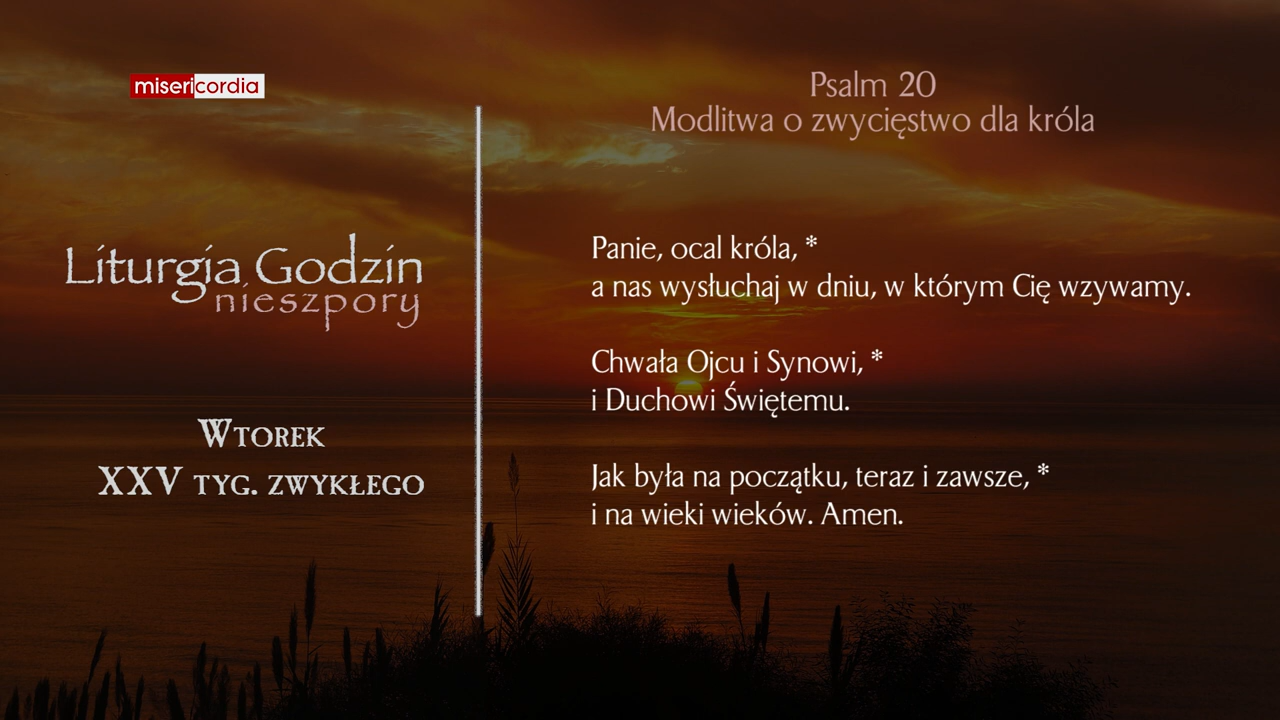 misericordia
Liturgia Godzin
nieszpory
Wtorek
XXV tyg. zwykłego
Psalm 20
Modlitwa o zwycięstwo dla króla
Panie, ocal króla, *
a nas wysłuchaj w dniu, w którym Cię wzywamy.
Chwała Ojcu i Synowi, *
i Duchowi Świętemu.
Jak była na początku, teraz i zawsze, *
i na wieki wieków. Amen.